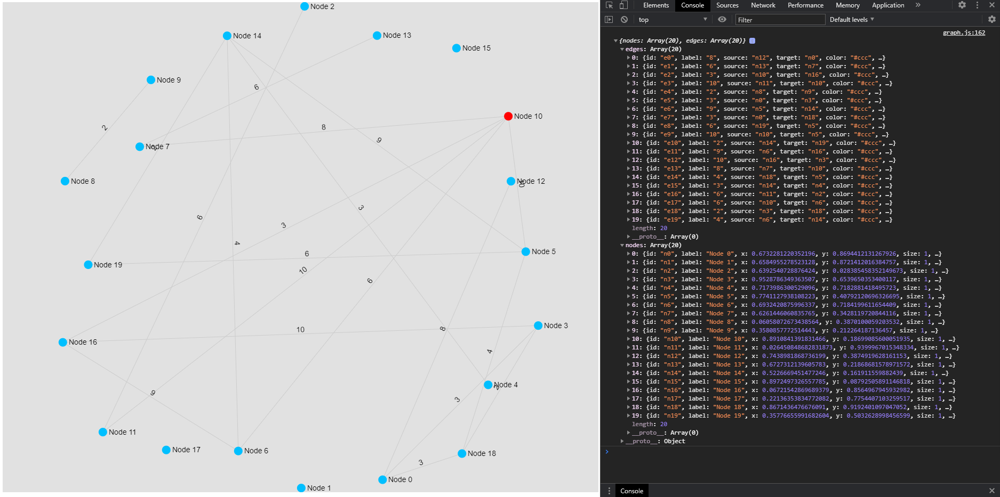 Node 2
Node 14
Node 13
Node 15
6
Node 9
2
Node 10
8
9
Node 7
2
Node 8
Node 12
10
3
6
3
4
Node 19
6
Node 5
10
6
10
8
Node 3
Node 16
4
9
3
Node 4
2
Node 11
Node 17
Node 6
Node 18
3
Node 0
Node 1
Elements Console Sources Network Performance Memory Application »
top Filter Default levels
graph.js:162
{nodes: Array(20), edges: Array(20)}
edges: Array(20)
0: {id: "e0", label: "8", source: "n12", target: "n0", color: "#ccc", …}
1: {id: "e1", label: "6", source: "n13", target: "n7", color: "#ccc", …}
2: {id: "e2", label: "3", source: "n10", target: "n16", color: "#ccc", …}
3: {id: "e3", label: "10", source: "n11", target: "n10", color: "#ccc", …}
4: {id: "e4", label: "2", source: "n8", target: "n9", color: "#ccc", …}
5: {id: "e5", label: "3", source: "n0", target: "n3", color: "#ccc", …}
6: {id: "e6", label: "9", source: "n5", target: "n14", color: "#ccc", …}
7: {id: "e7", label: "3", source: "n0", target: "n18", color: "#ccc", …}
8: {id: "e8", label: "6", source: "n19", target: "n5", color: "#ccc", …}
9: {id: "e9", label: "10", source: "n10", target: "n5", color: "#ccc", …}
10: {id: "e10", label: "2", source: "n14", target: "n19", color: "#ccc", …}
11: {id: "e11", label: "9", source: "n6", target: "n16", color: "#ccc", …}
12: {id: "e12", label: "10", source: "n16", target: "n3", color: "#ccc", …}
13: {id: "e13", label: "8", source: "n7", target: "n10", color: "#ccc", …}
14: {id: "e14", label: "4", source: "n18", target: "n5", color: "#ccc", …}
15: {id: "e15", label: "3", source: "n14", target: "n4", color: "#ccc", …}
16: {id: "e16", label: "6", source: "n11", target: "n2", color: "#ccc", …}
17: {id: "e17", label: "6", source: "n10", target: "n6", color: "#ccc", …}
18: {id: "e18", label: "2", source: "n3", target: "n18", color: "#ccc", …}
19: {id: "e19", label: "4", source: "n6", target: "n14", color: "#ccc", …}
length: 20
__proto__: Array(0)
nodes: Array(20)
0: {id: "n0", label: "Node 0", x: 0.6732281220352196, y: 0.8694412131267926, size: 1, …}
1: {id: "n1", label: "Node 1", x: 0.6584955278523128, y: 0.8721412016384757, size: 1, …}
2: {id: "n2", label: "Node 2", x: 0.6392540728876424, y: 0.028385458352149673, size: 1, …}
3: {id: "n3", label: "Node 3", x: 0.9528786349363507, y: 0.6539650353400117, size: 1, …}
4: {id: "n4", label: "Node 4", x: 0.7173986300529096, y: 0.7182881418495723, size: 1, …}
5: {id: "n5", label: "Node 5", x: 0.7741127938108223, y: 0.40792120696326695, size: 1, …}
6: {id: "n6", label: "Node 6", x: 0.6932420875996337, y: 0.7184199611654409, size: 1, …}
7: {id: "n7", label: "Node 7", x: 0.6261446060835765, y: 0.3428119720844116, size: 1, …}
8: {id: "n8", label: "Node 8", x: 0.06058072673438564, y: 0.3870100059203532, size: 1, …}
9: {id: "n9", label: "Node 9", x: 0.3580857772514443, y: 0.212264187136457, size: 1, …}
10: {id: "n10", label: "Node 10", x: 0.8910841391831466, y: 0.18699085600051935, size: 1, …}
11: {id: "n11", label: "Node 11", x: 0.026450848682831873, y: 0.9399967015348334, size: 1, …}
12: {id: "n12", label: "Node 12", x: 0.7438981868736199, y: 0.3874919628161153, size: 1, …}
13: {id: "n13", label: "Node 13", x: 0.6727312139605783, y: 0.21868681578971572, size: 1, …}
14: {id: "n14", label: "Node 14", x: 0.5226669451477246, y: 0.161911559882439, size: 1, …}
15: {id: "n15", label: "Node 15", x: 0.8972497326557785, y: 0.08792505891146818, size: 1, …}
16: {id: "n16", label: "Node 16", x: 0.06721542869689379, y: 0.8564967945932982, size: 1, …}
17: {id: "n17", label: "Node 17", x: 0.22136353834772082, y: 0.7754407103259517, size: 1, …}
18: {id: "n18", label: "Node 18", x: 0.8671436476676091, y: 0.9192401097047052, size: 1, …}
19: {id: "n19", label: "Node 19", x: 0.35776655991682604, y: 0.5032628998456599, size: 1, …}
length: 20
__proto__: Array(0)
__proto__: Object
Console